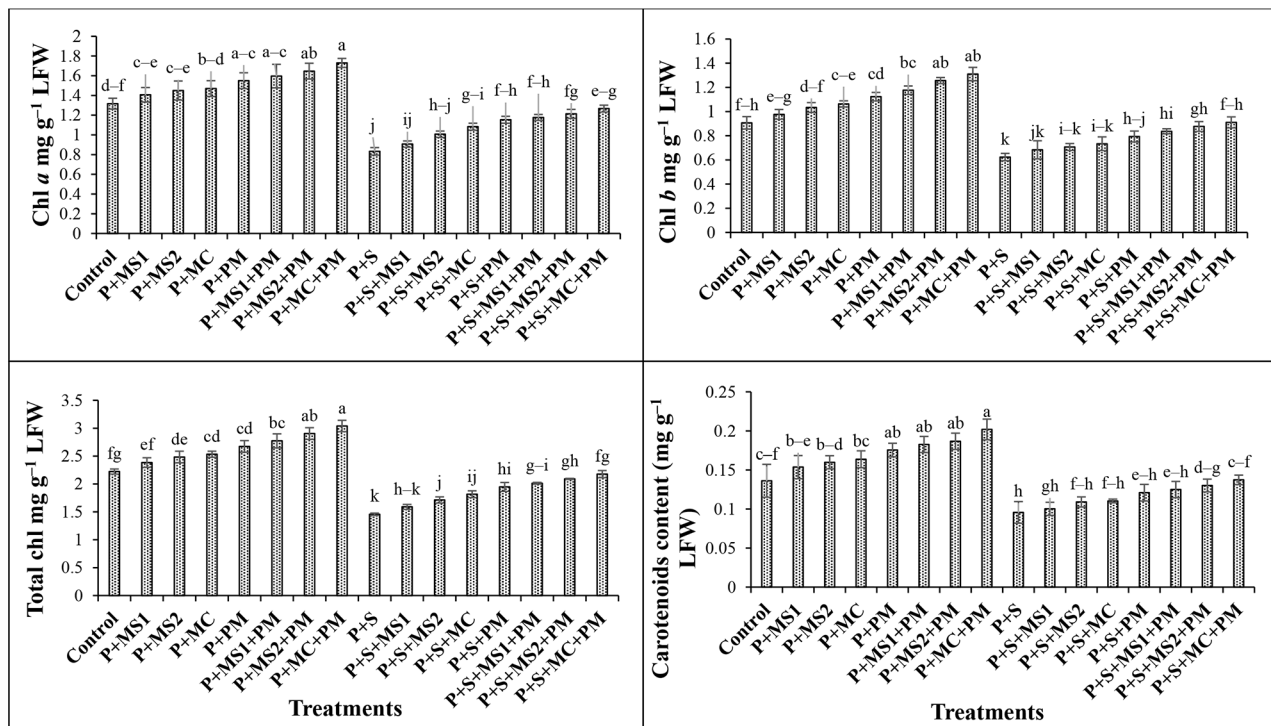 Chl a mg g–1 LFW
2
1.8
1.6
1.4
1.2
1
0.8
0.6
0.4
0.2
0
d–f
c–e
c–e
b–d
a–c
a–c
ab
a
j
ij
h–j
g–i
f–h
f–h
fg
e–g
Control
P+MS1
P+MS2
P+MC
P+PM
P+MS1+PM
P+MS2+PM
P+MC+PM
P+S
P+S+MS1
P+S+MS2
P+S+MC
P+S+PM
P+S+MS1+PM
P+S+MS2+PM
P+S+MC+PM
Chl b mg g–1 LFW
1.6
1.4
1.2
1
0.8
0.6
0.4
0.2
0
f–h
e–g
d–f
c–e
cd
bc
ab
ab
k
jk
i–k
i–k
h–j
hi
gh
f–h
Control
P+MS1
P+MS2
P+MC
P+PM
P+MS1+PM
P+MS2+PM
P+MC+PM
P+S
P+S+MS1
P+S+MS2
P+S+MC
P+S+PM
P+S+MS1+PM
P+S+MS2+PM
P+S+MC+PM
Total chl mg g–1 LFW
3.5
3
2.5
2
1.5
1
0.5
0
fg
ef
de
cd
cd
bc
ab
a
k
h–k
j
ij
hi
g–i
gh
fg
Control
P+MS1
P+MS2
P+MC
P+PM
P+MS1+PM
P+MS2+PM
P+MC+PM
P+S
P+S+MS1
P+S+MS2
P+S+MC
P+S+PM
P+S+MS1+PM
P+S+MS2+PM
P+S+MC+PM
Treatments
Carotenoids content (mg g–1
LFW)
0.25
0.2
0.15
0.1
0.05
0
c–f
b–e
b–d
bc
ab
ab
ab
a
h
gh
f–h
f–h
e–h
e–h
d–g
c–f
Control
P+MS1
P+MS2
P+MC
P+PM
P+MS1+PM
P+MS2+PM
P+MC+PM
P+S
P+S+MS1
P+S+MS2
P+S+MC
P+S+PM
P+S+MS1+PM
P+S+MS2+PM
P+S+MC+PM
Treatments